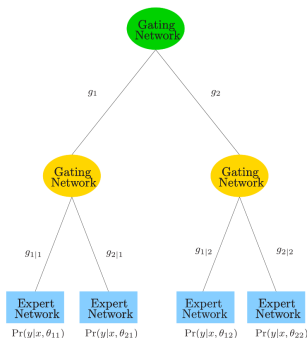 Gating
Network
g₁ g₂
Gating
Network
Gating
Network
g₁|₁ g₂|₁ g₁|₂ g₂|₂
Expert
Network
Expert
Network
Expert
Network
Expert
Network
Pr(y|x, θ₁₁) Pr(y|x, θ₂₁) Pr(y|x, θ₁₂) Pr(y|x, θ₂₂)